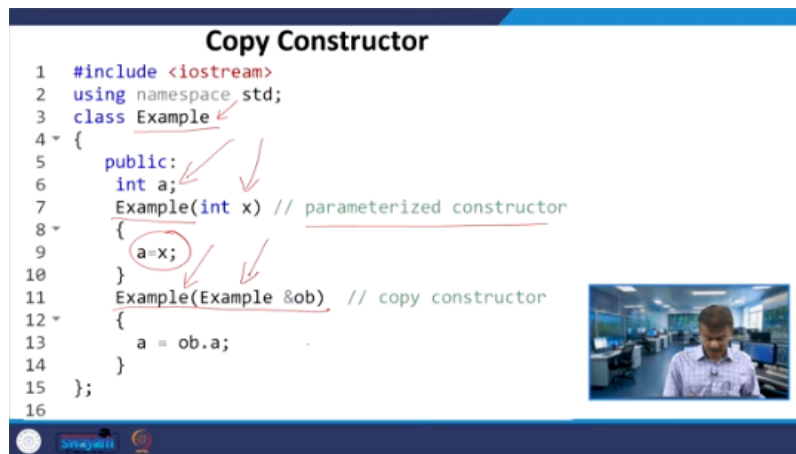 Copy Constructor
1 #include <iostream>
2 using namespace std;
3 class Example
4 {
5 public:
6 int a;
7 Example(int x) // parameterized constructor
8 {
9 a=x;
10 }
11 Example(Example &ob) // copy constructor
12 {
13 a = ob.a;
14 }
15 };
16
swayam